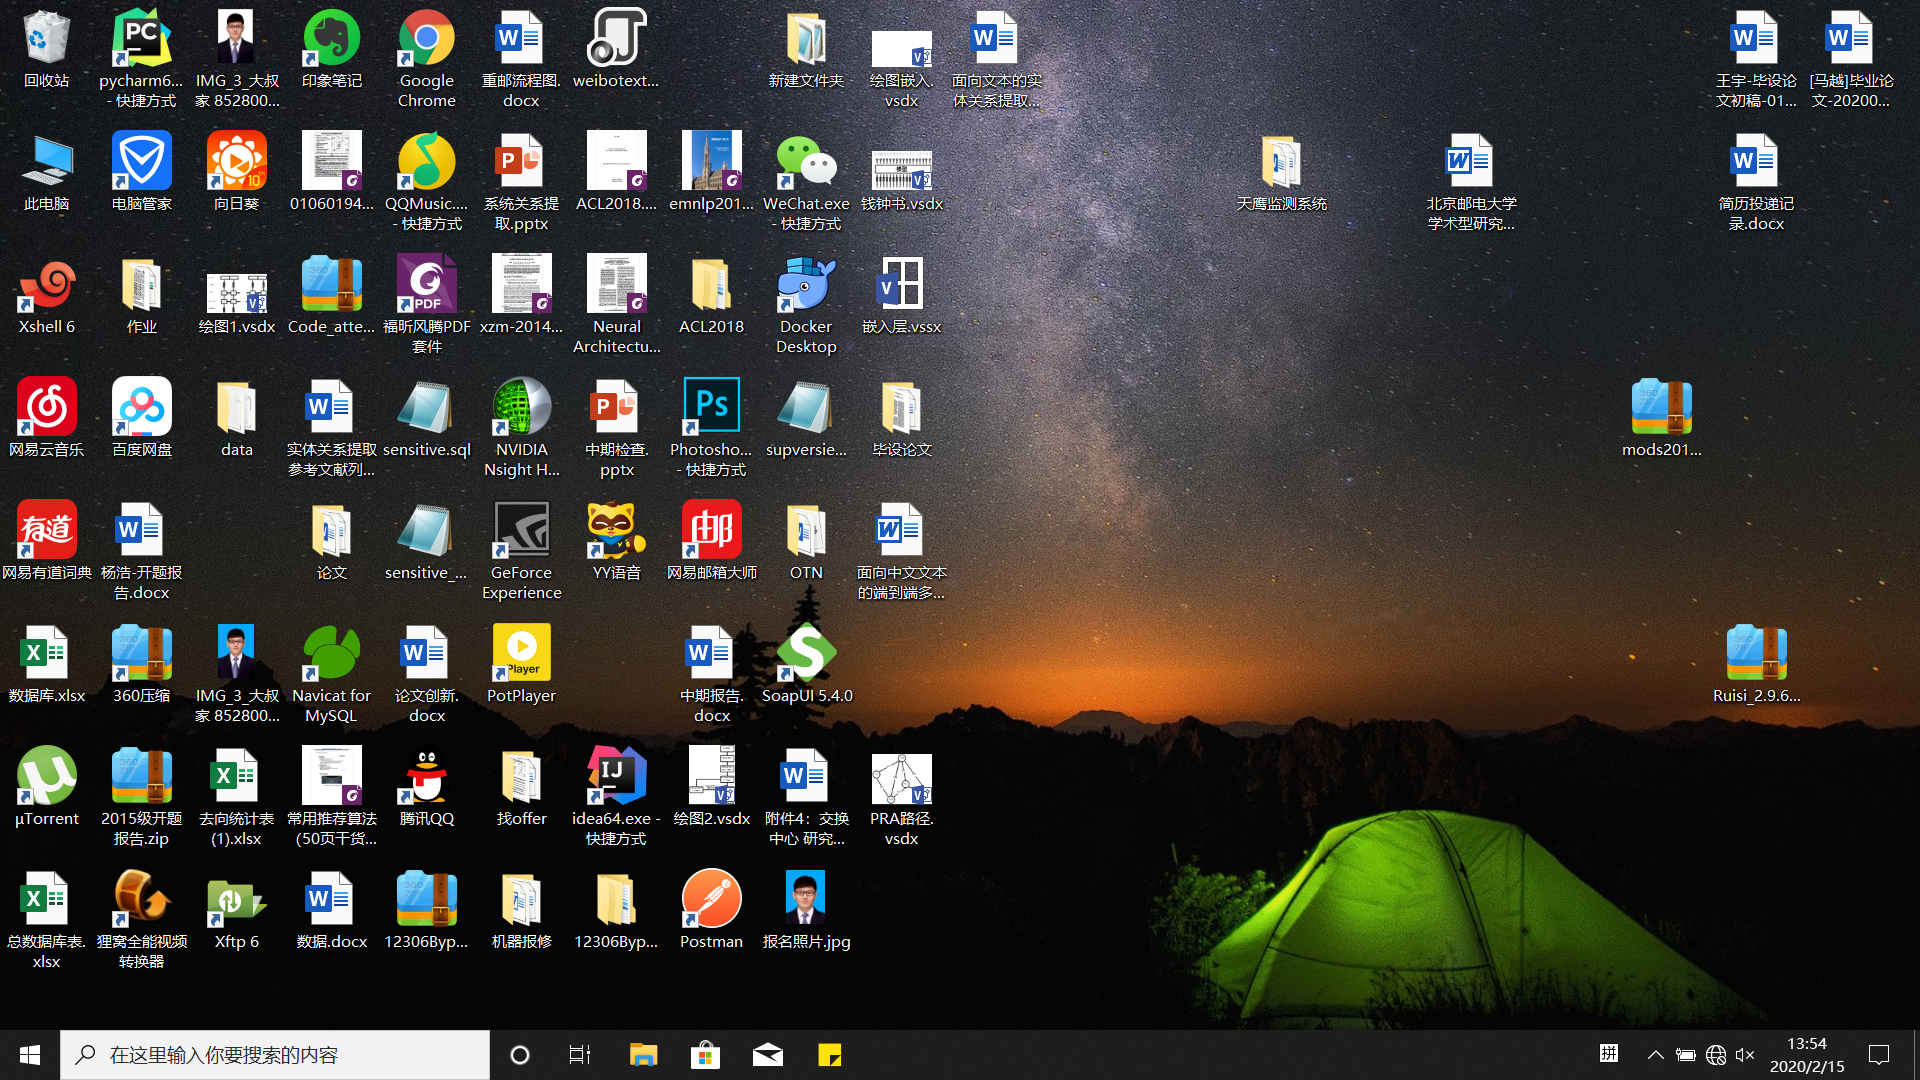 回收站
pycharm6...
- 快捷方式
IMG_3_大叔
家 852800...
印象笔记
Google
Chrome
重邮流程图.
docx
weibotext...
新建文件夹
绘图嵌入.
vsdx
面向文本的实
体关系提取...
王宇-毕设论
文初稿-01...
[马越]毕业论
文-20200...
此电脑
电脑管家
向日葵
01060194...
QQMusic....
- 快捷方式
系统关系提
取.pptx
ACL2018....
emnlp201...
WeChat.exe
- 快捷方式
钱钟书.vsdx
天鹰监测系统
北京邮电大学
学术型研究...
简历投递记
录.docx
Xshell 6
作业
绘图1.vsdx
Code_atte...
福昕风腾PDF
套件
xzm-2014...
Neural
Architectu...
ACL2018
Docker
Desktop
嵌入层.vssx
网易云音乐
百度网盘
data
实体关系提取
参考文献列...
sensitive.sql
NVIDIA
Nsight H...
中期检查.
pptx
Photosho...
- 快捷方式
supversie...
毕设论文
mods201...
网易有道词典
杨浩-开题报
告.docx
论文
sensitive_...
GeForce
Experience
YY语音
网易邮箱大师
OTN
面向中文文本
的端到端多...
数据库.xlsx
360压缩
IMG_3_大叔
家 852800...
Navicat for
MySQL
论文创新.
docx
PotPlayer
中期报告.
docx
SoapUI 5.4.0
Ruisi_2.9.6...
µTorrent
2015级开题
报告.zip
去向统计表
(1).xlsx
常用推荐算法
(50页干货...
腾讯QQ
找offer
idea64.exe -
快捷方式
绘图2.vsdx
附件4：交换
中心 研究...
PRA路径.
vsdx
总数据库表.
xlsx
狸窝全能视频
转换器
Xftp 6
数据.docx
12306Byp...
机器报修
12306Byp...
Postman
报名照片.jpg
在这里输入你要搜索的内容
拼
13:54
2020/2/15